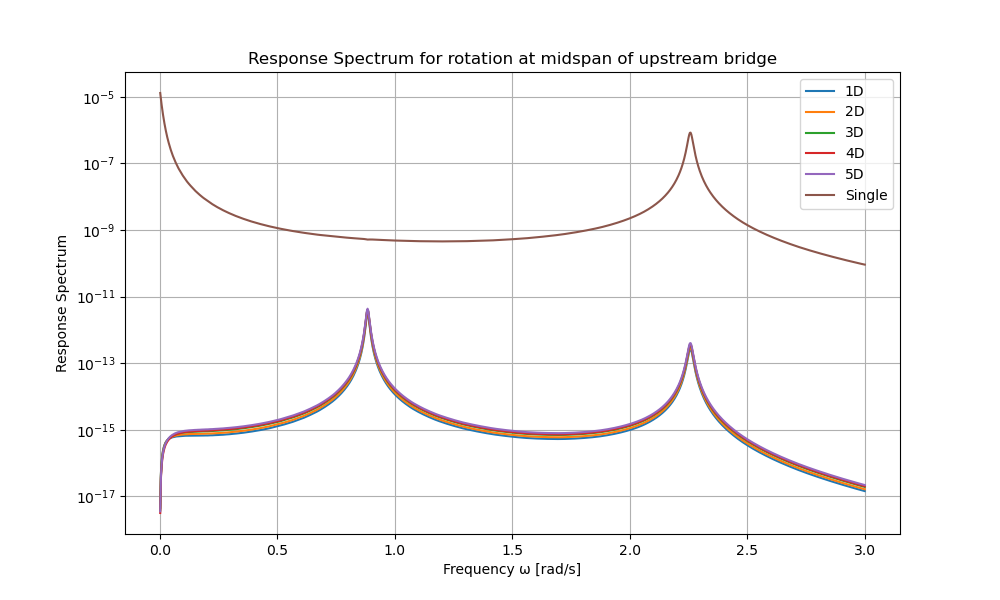 Response Spectrum for rotation at midspan of upstream bridge
10⁻⁵
10⁻⁷
10⁻⁹
10⁻¹¹
10⁻¹³
10⁻¹⁵
10⁻¹⁷
Response Spectrum
1D
2D
3D
4D
5D
Single
0.0 0.5 1.0 1.5 2.0 2.5 3.0
Frequency ω [rad/s]